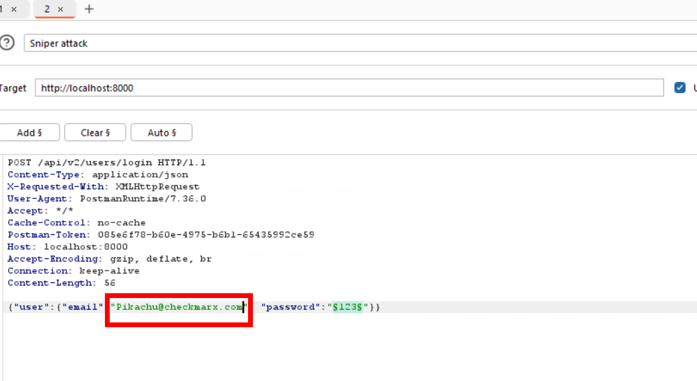 1 × 2 × +
? Sniper attack
Target http://localhost:8000
Add § Clear § Auto §
POST /api/v2/users/login HTTP/1.1
Content-Type: application/json
X-Requested-With: XMLHttpRequest
User-Agent: PostmanRuntime/7.36.0
Accept: */*
Cache-Control: no-cache
Postman-Token: 085e6f78-b60e-4975-b6b1-65435992ce59
Host: localhost:8000
Accept-Encoding: gzip, deflate, br
Connection: keep-alive
Content-Length: 56
{"user":{"email" "Pikachu@checkmarx.com" "password":"§123§"}}